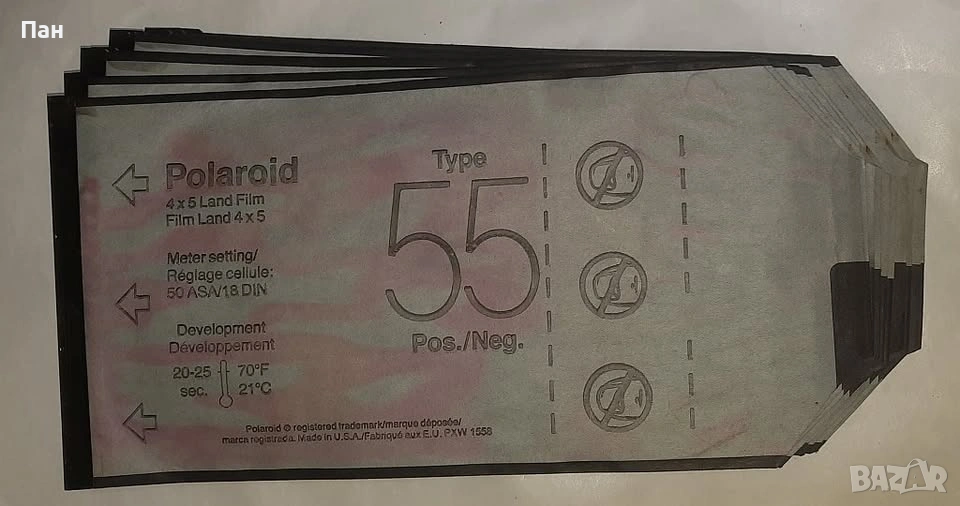 Пан
Polaroid
4 x 5 Land Film
Film Land 4 x 5
Meter setting/
Réglage cellule:
50 ASA/18 DIN
Development
Développement
20-25 70°F
sec. 21°C
Type
55
Pos./Neg.
Polaroid ® registered trademark/marque déposée/
marca registrada. Made in U.S.A./Fabriqué aux E.U. PXW 1558
BAZAR